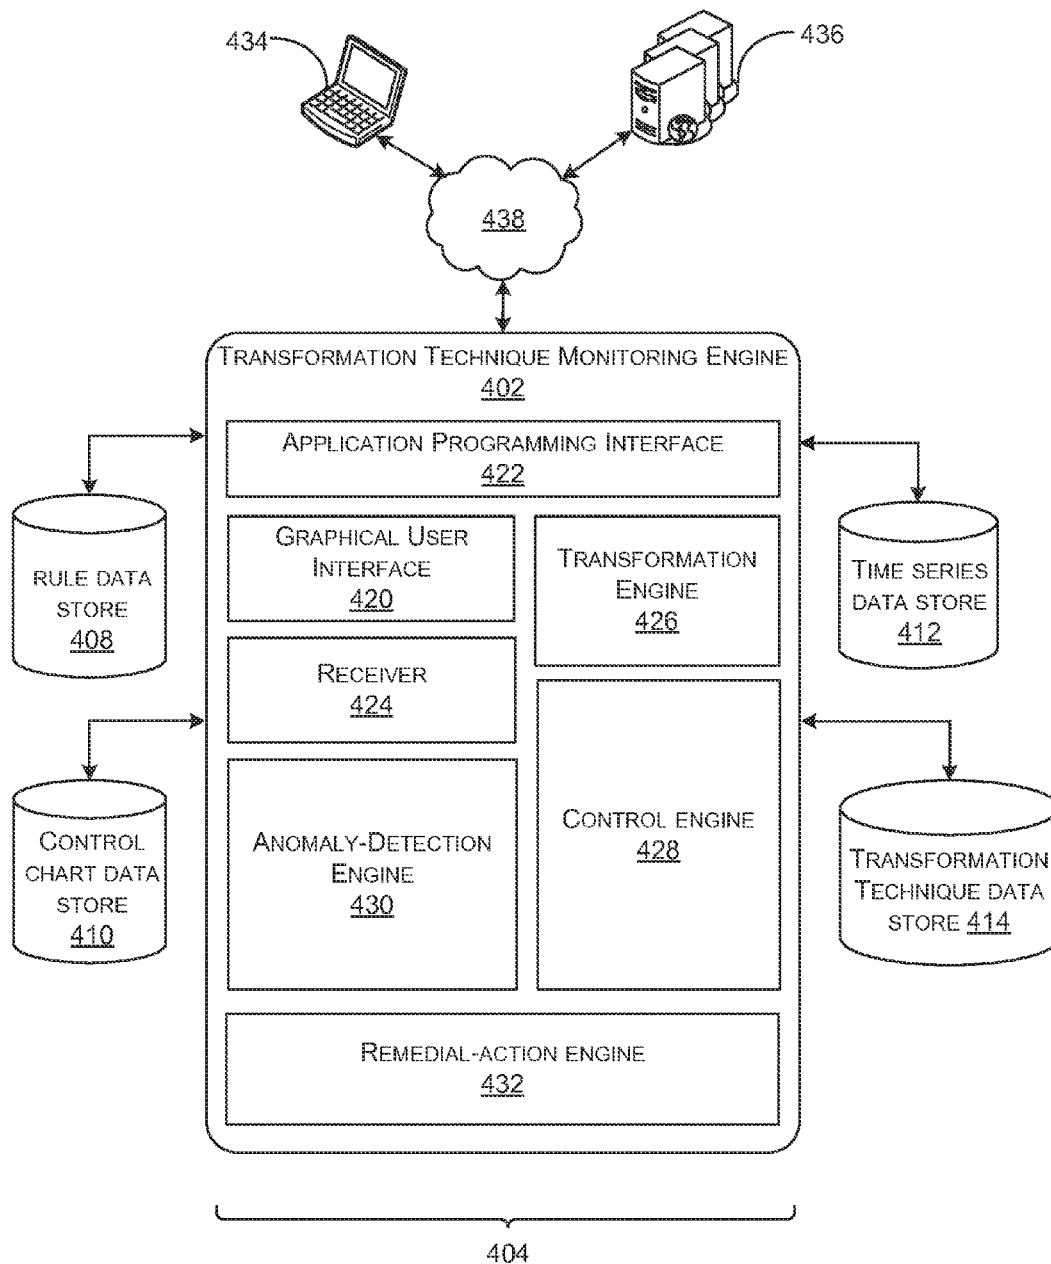 434
436
438
TRANSFORMATION TECHNIQUE MONITORING ENGINE
402
APPLICATION PROGRAMMING INTERFACE
422
GRAPHICAL USER
INTERFACE
420
TRANSFORMATION
ENGINE
426
RECEIVER
424
ANOMALY-DETECTION
ENGINE
430
CONTROL ENGINE
428
REMEDIAL-ACTION ENGINE
432
RULE DATA
STORE
408
CONTROL
CHART DATA
STORE
410
TIME SERIES
DATA STORE
412
TRANSFORMATION
TECHNIQUE DATA
STORE 414
404